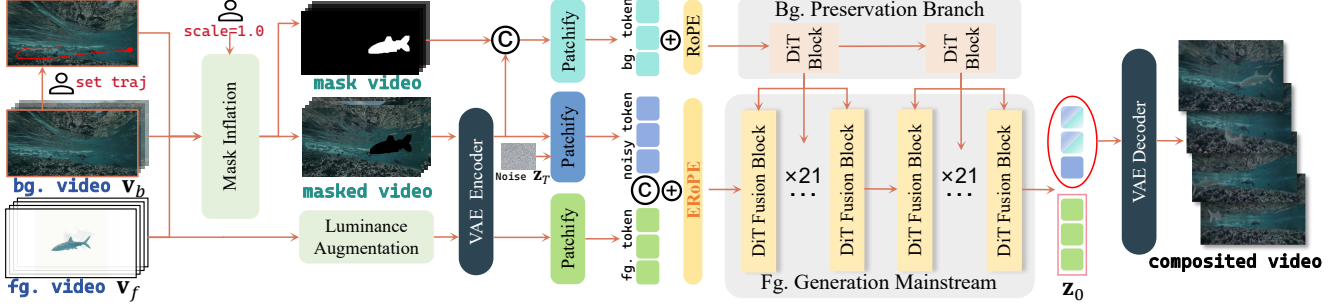 scale=1.0
set traj
bg. video v_b
fg. video v_f
Mask Inflation
mask video
masked video
Luminance
Augmentation
VAE Encoder
C
Noise z_T
Patchify
Patchify
Patchify
bg. token
noisy token
fg. token
C
RoPE
ERoPE
Bg. Preservation Branch
DiT
Block
DiT
Block
DiT Fusion Block
×21
...
DiT Fusion Block
DiT Fusion Block
×21
...
DiT Fusion Block
Fg. Generation Mainstream
z_0
VAE Decoder
composited video